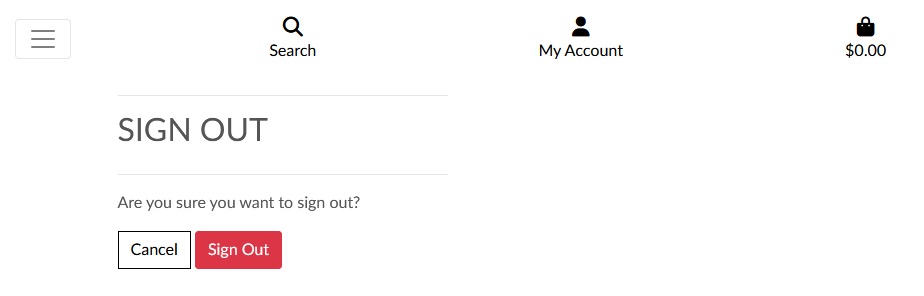 Search
My Account
$0.00
SIGN OUT
Are you sure you want to sign out?
Cancel
Sign Out